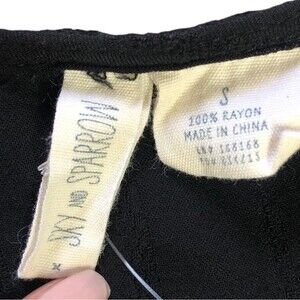 SKY AND SPARROW
S
100% RAYON
MADE IN CHINA